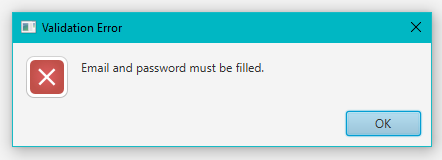 Validation Error
Email and password must be filled.
OK